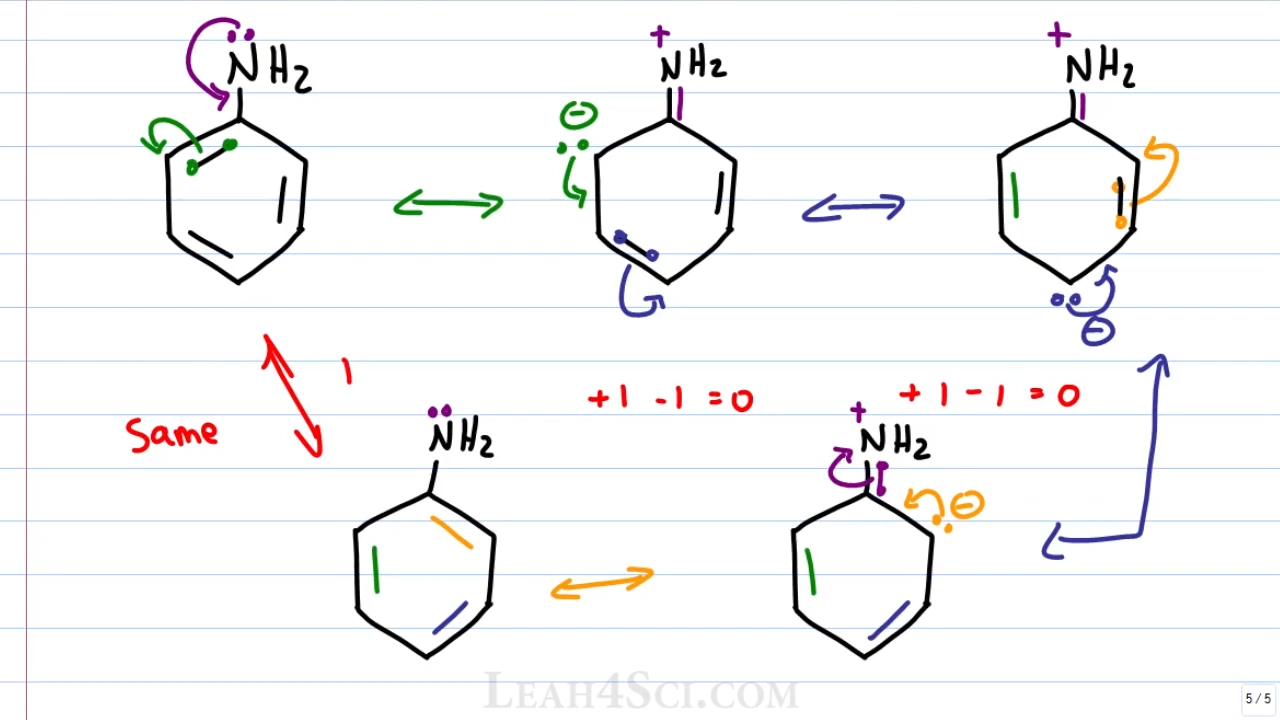 NH2
+
NH2
+
NH2
Same
1
+1 -1 = 0
+1 -1 = 0
NH2
+
NH2
LEAH4SCI.COM
5/5